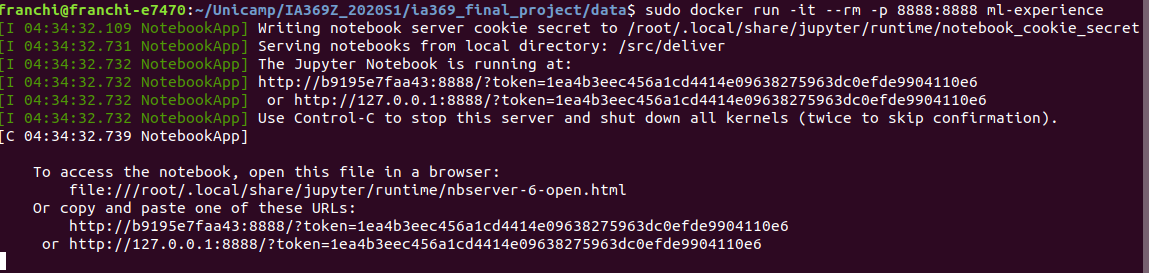 franchi@franchi-e7470:~/Unicamp/IA369Z_2020S1/ia369_final_project/data$ sudo docker run -it --rm -p 8888:8888 ml-experience
[I 04:34:32.109 NotebookApp] Writing notebook server cookie secret to /root/.local/share/jupyter/runtime/notebook_cookie_secret
[I 04:34:32.731 NotebookApp] Serving notebooks from local directory: /src/deliver
[I 04:34:32.732 NotebookApp] The Jupyter Notebook is running at:
[I 04:34:32.732 NotebookApp] http://b9195e7faa43:8888/?token=1ea4b3eec456a1cd4414e09638275963dc0efde9904110e6
[I 04:34:32.732 NotebookApp]  or http://127.0.0.1:8888/?token=1ea4b3eec456a1cd4414e09638275963dc0efde9904110e6
[I 04:34:32.732 NotebookApp] Use Control-C to stop this server and shut down all kernels (twice to skip confirmation).
[C 04:34:32.739 NotebookApp]
To access the notebook, open this file in a browser:
file:///root/.local/share/jupyter/runtime/nbserver-6-open.html
Or copy and paste one of these URLs:
http://b9195e7faa43:8888/?token=1ea4b3eec456a1cd4414e09638275963dc0efde9904110e6
or http://127.0.0.1:8888/?token=1ea4b3eec456a1cd4414e09638275963dc0efde9904110e6